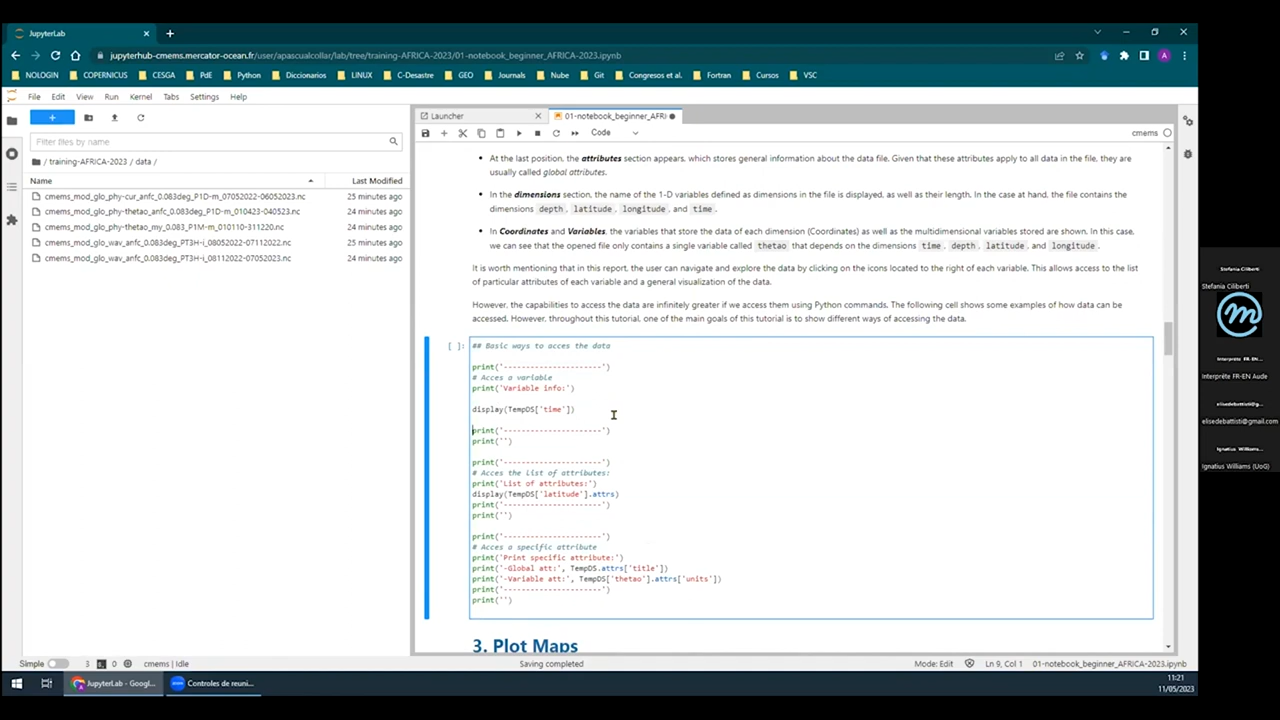 JupyterLab
jupyterhub-cmems.mercator-ocean.fr/user/apascualcollar/lab/tree/training-AFRICA-2023/01-notebook_beginner_AFRICA-2023.ipynb
A
NOLOGIN COPERNICUS CESGA PdE Python Diccionarios LINUX C-Desastre GEO Journals Nube Git Congresos et al. Fortran Cursos VSC
File Edit View Run Kernel Tabs Settings Help
Launcher
01-notebook_beginner_AFRI
Code
cmems
Filter files by name
/ training-AFRICA-2023 / data /
Name Last Modified
cmems_mod_glo_phy-cur_anfc_0.083deg_P1D-m_07052022-06052023.nc 25 minutes ago
cmems_mod_glo_phy-thetao_anfc_0.083deg_P1D-m_010423-040523.nc 24 minutes ago
cmems_mod_glo_phy-thetao_my_0.083_P1M-m_010110-311220.nc 24 minutes ago
cmems_mod_glo_wav_anfc_0.083deg_PT3H-i_08052022-07112022.nc 25 minutes ago
cmems_mod_glo_wav_anfc_0.083deg_PT3H-i_08112022-07052023.nc 24 minutes ago
• At the last position, the attributes section appears, which stores general information about the data file. Given that these attributes apply to all data in the file, they are
usually called global attributes.
• In the dimensions section, the name of the 1-D variables defined as dimensions in the file is displayed, as well as their length. In the case at hand, the file contains the
dimensions depth, latitude, longitude, and time.
• In Coordinates and Variables, the variables that store the data of each dimension (Coordinates) as well as the multidimensional variables stored are shown. In this case,
we can see that the opened file only contains a single variable called thetao that depends on the dimensions time, depth, latitude, and longitude.
It is worth mentioning that in this report, the user can navigate and explore the data by clicking on the icons located to the right of each variable. This allows access to the list
of particular attributes of each variable and a general visualization of the data.
However, the capabilities to access the data are infinitely greater if we access them using Python commands. The following cell shows some examples of how data can be
accessed. However, throughout this tutorial, one of the main goals of this tutorial is to show different ways of accessing the data.
[ ]:
## Basic ways to acces the data
print('----------------------')
# Acces a variable
print('Variable info:')
display(TempDS['time'])
print('----------------------')
print('')
print('----------------------')
# Acces the List of attributes:
print('List of attributes:')
display(TempDS['latitude'].attrs)
print('----------------------')
print('')
print('----------------------')
# Acces a specific attribute
print('Print specific attribute:')
print('-Global att:', TempDS.attrs['title'])
print('-Variable att:', TempDS['thetao'].attrs['units'])
print('----------------------')
print('')
3. Plot Maps
Simple 3 0 cmems | Idle Saving completed Mode: Edit Ln 9, Col 1 01-notebook_beginner_AFRICA-2023.ipynb
JupyterLab - Googl...
Controles de reuni...
11:21
11/05/2023
Stefania Ciliberti
Stefania Ciliberti
Interprète FR-EN ...
Interprète FR-EN Aude
elisedebattisti@g...
elisedebattisti@gmail.com
Ignatius Williams...
Ignatius Williams (UoG)